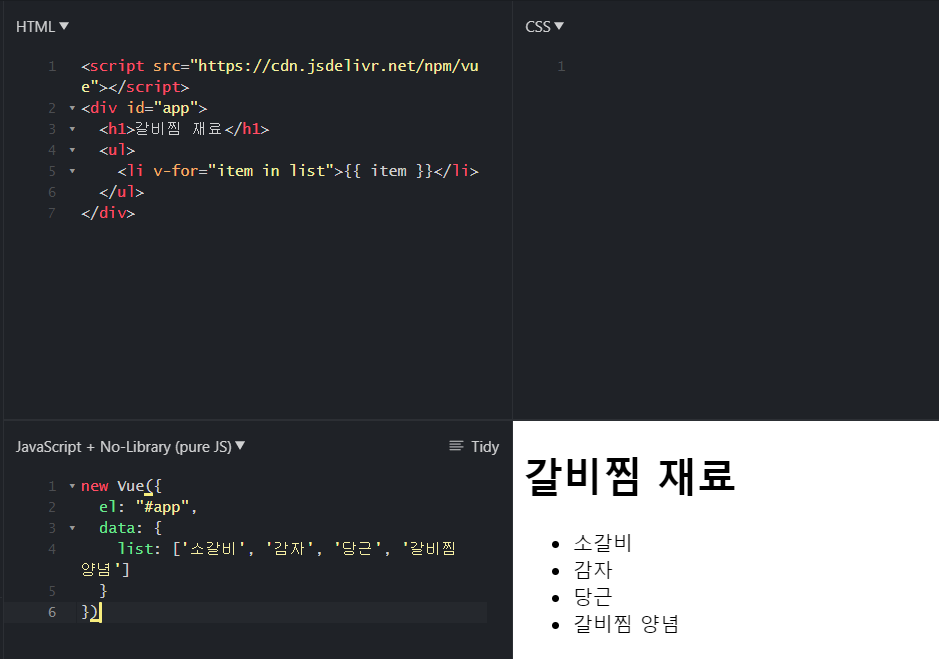 HTML ▼
1 <script src="https://cdn.jsdelivr.net/npm/vu
e"></script>
2 <div id="app">
3 <h1>갈비찜 재료</h1>
4 <ul>
5 <li v-for="item in list">{{ item }}</li>
6 </ul>
7 </div>
CSS ▼
1
JavaScript + No-Library (pure JS) ▼ Tidy
1 new Vue({
2 el: "#app",
3 data: {
4 list: ['소갈비', '감자', '당근', '갈비찜
양념']
5 }
6 })
갈비찜 재료
• 소갈비
• 감자
• 당근
• 갈비찜 양념